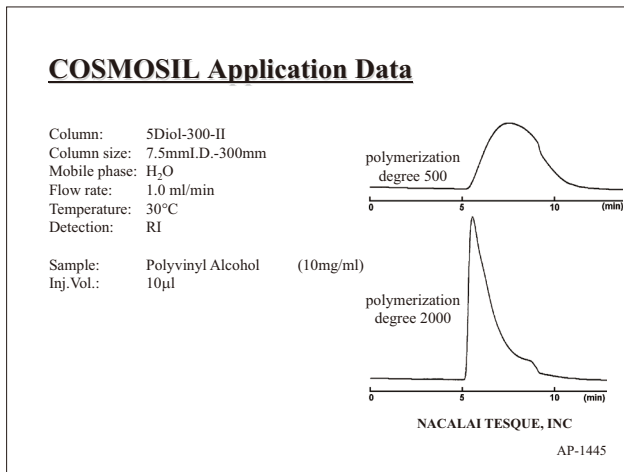 COSMOSIL Application Data
Column: 5Diol-300-II
Column size: 7.5mmI.D.-300mm
Mobile phase: H₂O
Flow rate: 1.0 ml/min
Temperature: 30°C
Detection: RI
Sample: Polyvinyl Alcohol (10mg/ml)
Inj.Vol.: 10µl
polymerization
degree 500
0 5 10 (min)
polymerization
degree 2000
0 5 10 (min)
NACALAI TESQUE, INC
AP-1445